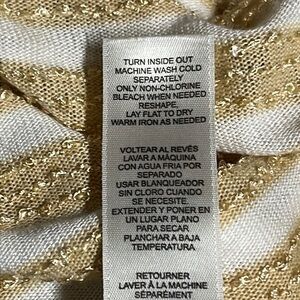 TURN INSIDE OUT
MACHINE WASH COLD
SEPARATELY
ONLY NON-CHLORINE
BLEACH WHEN NEEDED
RESHAPE.
LAY FLAT TO DRY
WARM IRON AS NEEDED
VOLTEAR AL REVÉS
LAVAR A MÁQUINA
CON AGUA FRIA POR
SEPARADO
USAR BLANQUEADOR
SIN CLORO CUANDO
SE NECESITE.
EXTENDER Y PONER EN
UN LUGAR PLANO
PARA SECAR
PLANCHAR A BAJA
TEMPERATURA
RETOURNER
LAVER À LA MACHINE
SÉPARÉMENT